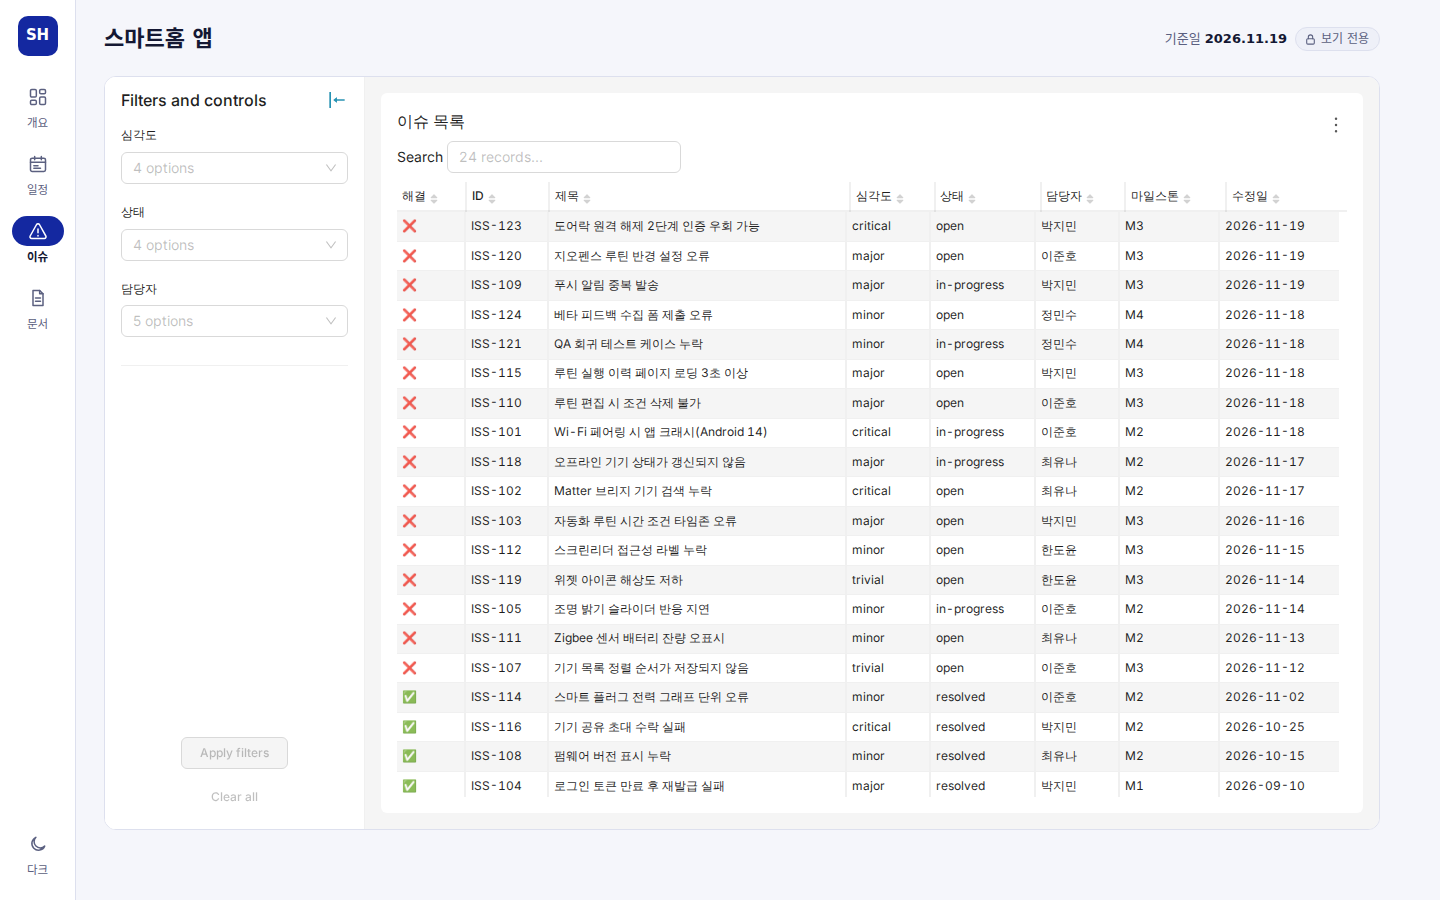 SH
스마트홈 앱
기준일 2026.11.19 보기 전용
개요
일정
이슈
문서
다크
Filters and controls
심각도
4 options
상태
4 options
담당자
5 options
Apply filters
Clear all
이슈 목록
Search 24 records...
해결 ID 제목 심각도 상태 담당자 마일스톤 수정일
❌ ISS-123 도어락 원격 해제 2단계 인증 우회 가능 critical open 박지민 M3 2026-11-19
❌ ISS-120 지오펜스 루틴 반경 설정 오류 major open 이준호 M3 2026-11-19
❌ ISS-109 푸시 알림 중복 발송 major in-progress 박지민 M3 2026-11-19
❌ ISS-124 베타 피드백 수집 폼 제출 오류 minor open 정민수 M4 2026-11-18
❌ ISS-121 QA 회귀 테스트 케이스 누락 minor in-progress 정민수 M4 2026-11-18
❌ ISS-115 루틴 실행 이력 페이지 로딩 3초 이상 major open 박지민 M3 2026-11-18
❌ ISS-110 루틴 편집 시 조건 삭제 불가 major open 이준호 M3 2026-11-18
❌ ISS-101 Wi-Fi 페어링 시 앱 크래시(Android 14) critical in-progress 이준호 M2 2026-11-18
❌ ISS-118 오프라인 기기 상태가 갱신되지 않음 major in-progress 최유나 M2 2026-11-17
❌ ISS-102 Matter 브리지 기기 검색 누락 critical open 최유나 M2 2026-11-17
❌ ISS-103 자동화 루틴 시간 조건 타임존 오류 major open 박지민 M3 2026-11-16
❌ ISS-112 스크린리더 접근성 라벨 누락 minor open 한도윤 M3 2026-11-15
❌ ISS-119 위젯 아이콘 해상도 저하 trivial open 한도윤 M3 2026-11-14
❌ ISS-105 조명 밝기 슬라이더 반응 지연 minor in-progress 이준호 M2 2026-11-14
❌ ISS-111 Zigbee 센서 배터리 잔량 오표시 minor open 최유나 M2 2026-11-13
❌ ISS-107 기기 목록 정렬 순서가 저장되지 않음 trivial open 이준호 M3 2026-11-12
✅ ISS-114 스마트 플러그 전력 그래프 단위 오류 minor resolved 이준호 M2 2026-11-02
✅ ISS-116 기기 공유 초대 수락 실패 critical resolved 박지민 M2 2026-10-25
✅ ISS-108 펌웨어 버전 표시 누락 minor resolved 최유나 M2 2026-10-15
✅ ISS-104 로그인 토큰 만료 후 재발급 실패 major resolved 박지민 M1 2026-09-10